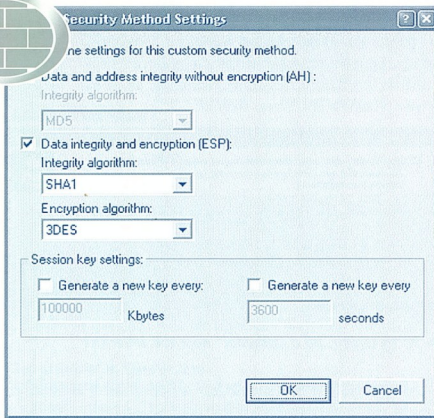 Security Method Settings
ne settings for this custom security method.
Data and address integrity without encryption (AH) :
Integrity algorithm:
MD5
Data integrity and encryption (ESP):
Integrity algorithm:
SHA1
Encryption algorithm:
3DES
Session key settings:
Generate a new key every:
Generate a new key every
100000
Kbytes
3600
seconds
OK
Cancel